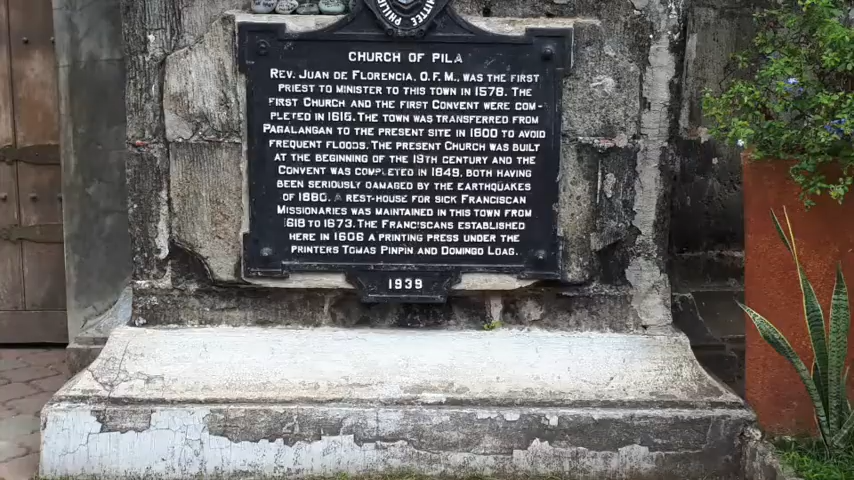 COMMITTEE
CHURCH OF PILA
REV. JUAN DE FLORENCIA, O.F.M., WAS THE FIRST
PRIEST TO MINISTER TO THIS TOWN IN 1578. THE
FIRST CHURCH AND THE FIRST CONVENT WERE COM-
PLETED IN 1616. THE TOWN WAS TRANSFERRED FROM
PAGALANGAN TO THE PRESENT SITE IN 1800 TO AVOID
FREQUENT FLOODS. THE PRESENT CHURCH WAS BUILT
AT THE BEGINNING OF THE 19TH CENTURY AND THE
CONVENT WAS COMPLETED IN 1849, BOTH HAVING
BEEN SERIOUSLY DAMAGED BY THE EARTHQUAKES
OF 1880. A REST-HOUSE FOR SICK FRANCISCAN
MISSIONARIES WAS MAINTAINED IN THIS TOWN FROM
1618 TO 1673. THE FRANCISCANS ESTABLISHED
HERE IN 1606 A PRINTING PRESS UNDER THE
PRINTERS TOMAS PINPIN AND DOMINGO LOAG.
1939